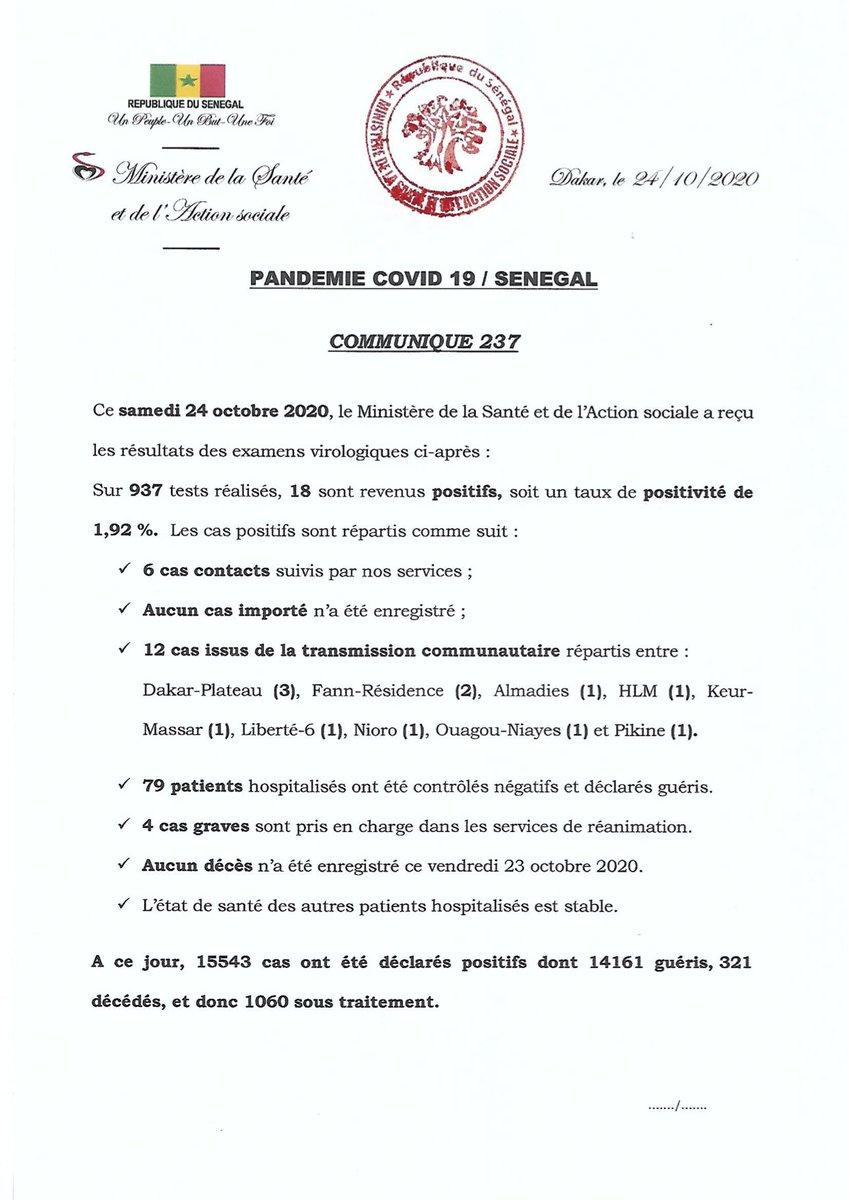 REPUBLIQUE DU SENEGAL
Un Peuple-Un But-Une Foi
Ministère de la Santé
et de l'Action sociale
République du Sénégal
MINISTÈRE DE LA SANTÉ ET DE L'ACTION SOCIALE
Dakar, le 24/10/2020
PANDEMIE COVID 19 / SENEGAL
COMMUNIQUE 237
Ce samedi 24 octobre 2020, le Ministère de la Santé et de l'Action sociale a reçu
les résultats des examens virologiques ci-après :
Sur 937 tests réalisés, 18 sont revenus positifs, soit un taux de positivité de
1,92 %. Les cas positifs sont répartis comme suit :
✓ 6 cas contacts suivis par nos services ;
✓ Aucun cas importé n'a été enregistré ;
✓ 12 cas issus de la transmission communautaire répartis entre :
Dakar-Plateau (3), Fann-Résidence (2), Almadies (1), HLM (1), Keur-
Massar (1), Liberté-6 (1), Nioro (1), Ouagou-Niayes (1) et Pikine (1).
✓ 79 patients hospitalisés ont été contrôlés négatifs et déclarés guéris.
✓ 4 cas graves sont pris en charge dans les services de réanimation.
✓ Aucun décès n'a été enregistré ce vendredi 23 octobre 2020.
✓ L'état de santé des autres patients hospitalisés est stable.
A ce jour, 15543 cas ont été déclarés positifs dont 14161 guéris, 321
décédés, et donc 1060 sous traitement.
......./.......